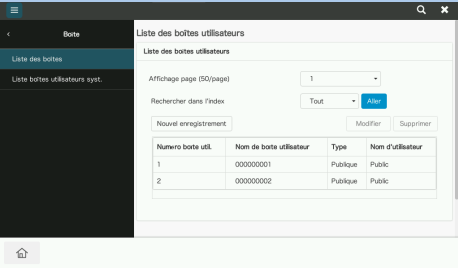 Boîte
Liste des boîtes utilisateurs
Liste des boîtes
Liste boîtes utilisateurs syst.
Liste des boîtes utilisateurs
Affichage page (50/page)
1
Rechercher dans l'index
Tout
Aller
Nouvel enregistrement
Modifier
Supprimer
Numéro boîte util.
Nom de boîte utilisateur
Type
Nom d'utilisateur
1
000000001
Publique
Public
2
000000002
Publique
Public